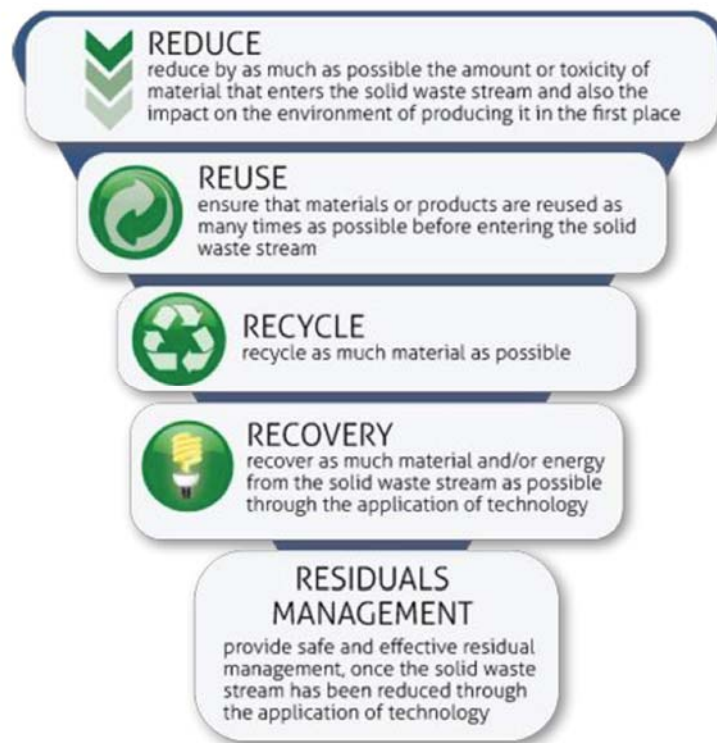 REDUCE
reduce by as much as possible the amount or toxicity of
material that enters the solid waste stream and also the
impact on the environment of producing it in the first place
REUSE
ensure that materials or products are reused as
many times as possible before entering the solid
waste stream
RECYCLE
recycle as much material as possible
RECOVERY
recover as much material and/or energy
from the solid waste stream as possible
through the application of technology
RESIDUALS
MANAGEMENT
provide safe and effective residual
management, once the solid waste
stream has been reduced through
the application of technology